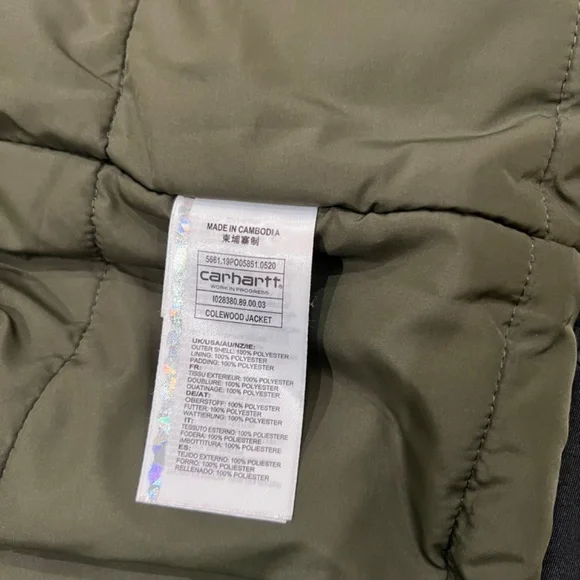 MADE IN CAMBODIA
柬埔寨制
5661.19PO05851.0520
carhartt
WORK IN PROGRESS
I028380.89.00.03
COLEWOOD JACKET
UK/USA/AU/NZ/IE:
OUTER SHELL: 100% POLYESTER
LINING: 100% POLYESTER
PADDING: 100% POLYESTER
FR:
TISSU EXTERIEUR: 100% POLYESTER
DOUBLURE: 100% POLYESTER
OUATINAGE: 100% POLYESTER
DE/AT:
OBERSTOFF: 100% POLYESTER
FUTTER: 100% POLYESTER
WATTIERUNG: 100% POLYESTER
IT:
TESSUTO ESTERNO: 100% POLIESTERE
FODERA: 100% POLIESTERE
IMBOTTITURA: 100% POLIESTERE
ES:
TEJIDO EXTERNO: 100% POLIESTER
FORRO: 100% POLIESTER
RELLENADO: 100% POLIESTER